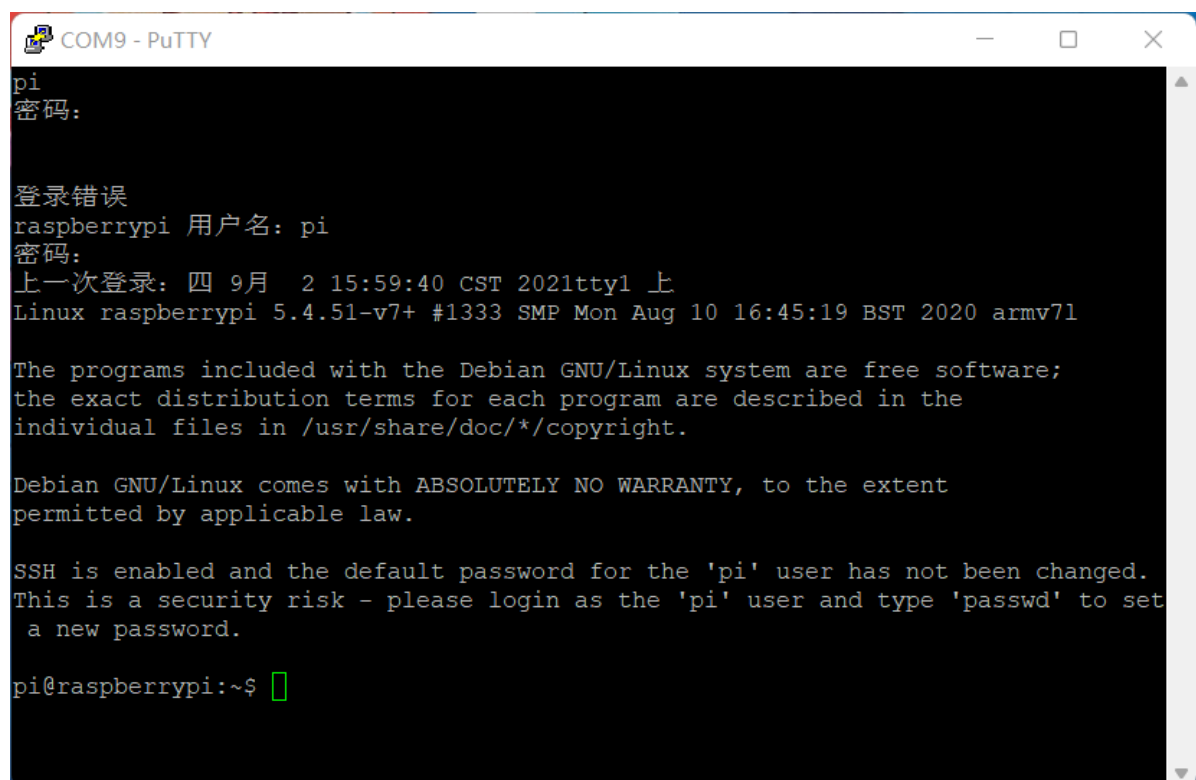 COM9 - PuTTY
pi
密码：
登录错误
raspberrypi 用户名：pi
密码：
上一次登录：四 9月  2 15:59:40 CST 2021tty1 上
Linux raspberrypi 5.4.51-v7+ #1333 SMP Mon Aug 10 16:45:19 BST 2020 armv7l
The programs included with the Debian GNU/Linux system are free software;
the exact distribution terms for each program are described in the
individual files in /usr/share/doc/*/copyright.
Debian GNU/Linux comes with ABSOLUTELY NO WARRANTY, to the extent
permitted by applicable law.
SSH is enabled and the default password for the 'pi' user has not been changed.
This is a security risk - please login as the 'pi' user and type 'passwd' to set
 a new password.
pi@raspberrypi:~$